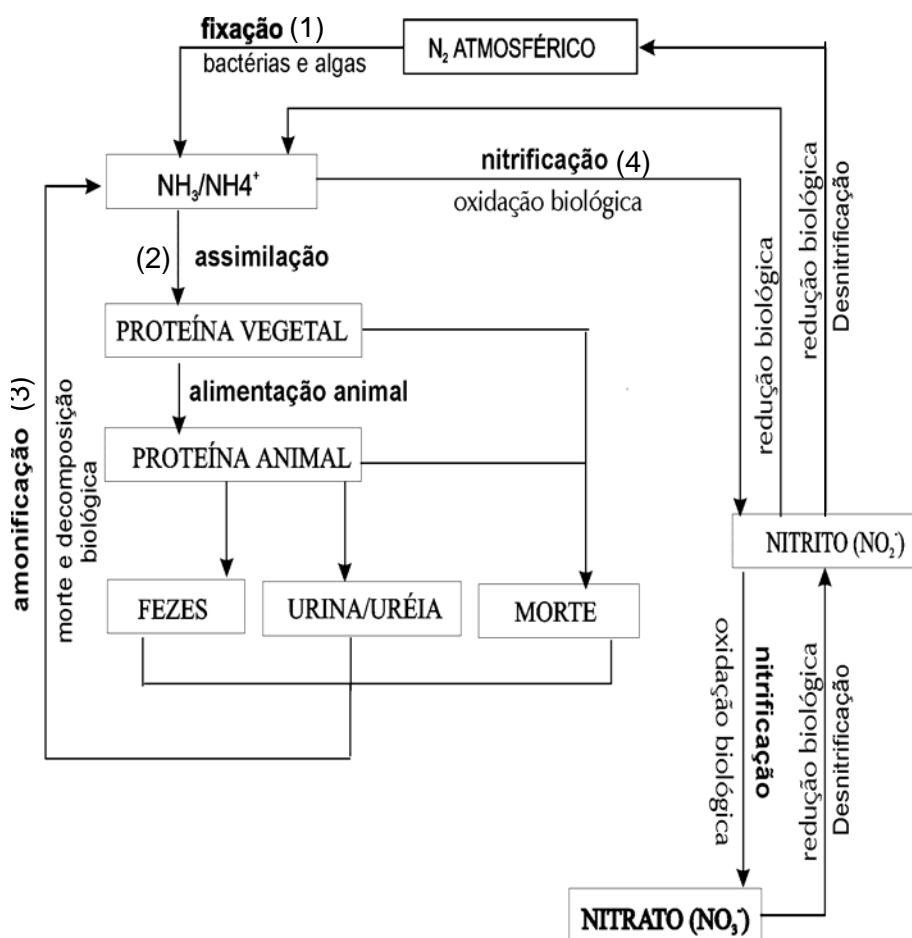 fixação (1)
bactérias e algas
N₂ ATMOSFÉRICO
NH₃/NH4⁺
nitrificação (4)
oxidação biológica
(2) assimilação
PROTEÍNA VEGETAL
alimentação animal
PROTEÍNA ANIMAL
FEZES
URINA/URÉIA
MORTE
amonificação (3)
morte e decomposição
biológica
redução biológica
redução biológica
Desnitrificação
NITRITO (NO₂⁻)
nitrificação
oxidação biológica
redução biológica
Desnitrificação
NITRATO (NO₃⁻)